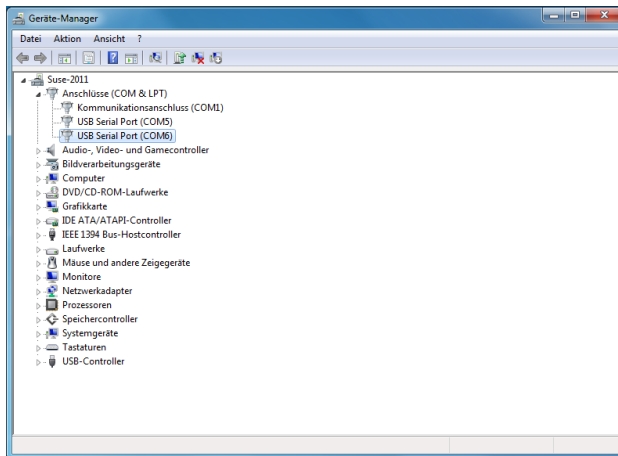 Geräte-Manager
Datei Aktion Ansicht ?
Suse-2011
Anschlüsse (COM & LPT)
Kommunikationsanschluss (COM1)
USB Serial Port (COM5)
USB Serial Port (COM6)
Audio-, Video- und Gamecontroller
Bildverarbeitungsgeräte
Computer
DVD/CD-ROM-Laufwerke
Grafikkarte
IDE ATA/ATAPI-Controller
IEEE 1394 Bus-Hostcontroller
Laufwerke
Mäuse und andere Zeigegeräte
Monitore
Netzwerkadapter
Prozessoren
Speichercontroller
Systemgeräte
Tastaturen
USB-Controller